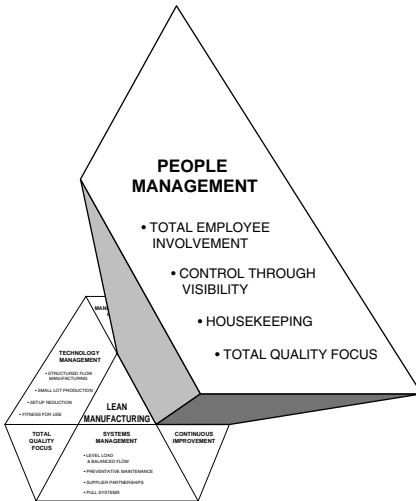 PEOPLE
MANAGEMENT
• TOTAL EMPLOYEE
INVOLVEMENT
• CONTROL THROUGH
VISIBILITY
• HOUSEKEEPING
• TOTAL QUALITY FOCUS
TECHNOLOGY
MANAGEMENT
• STRUCTURED FLOW
MANUFACTURING
• SMALL LOT PRODUCTION
• SETUP REDUCTION
• FITNESS FOR USE
LEAN
MANUFACTURING
TOTAL
QUALITY
FOCUS
SYSTEMS
MANAGEMENT
• LEVEL LOAD
& BALANCED FLOW
• PREVENTATIVE MAINTENANCE
• SUPPLIER PARTNERSHIPS
• PULL SYSTEMS
CONTINUOUS
IMPROVEMENT